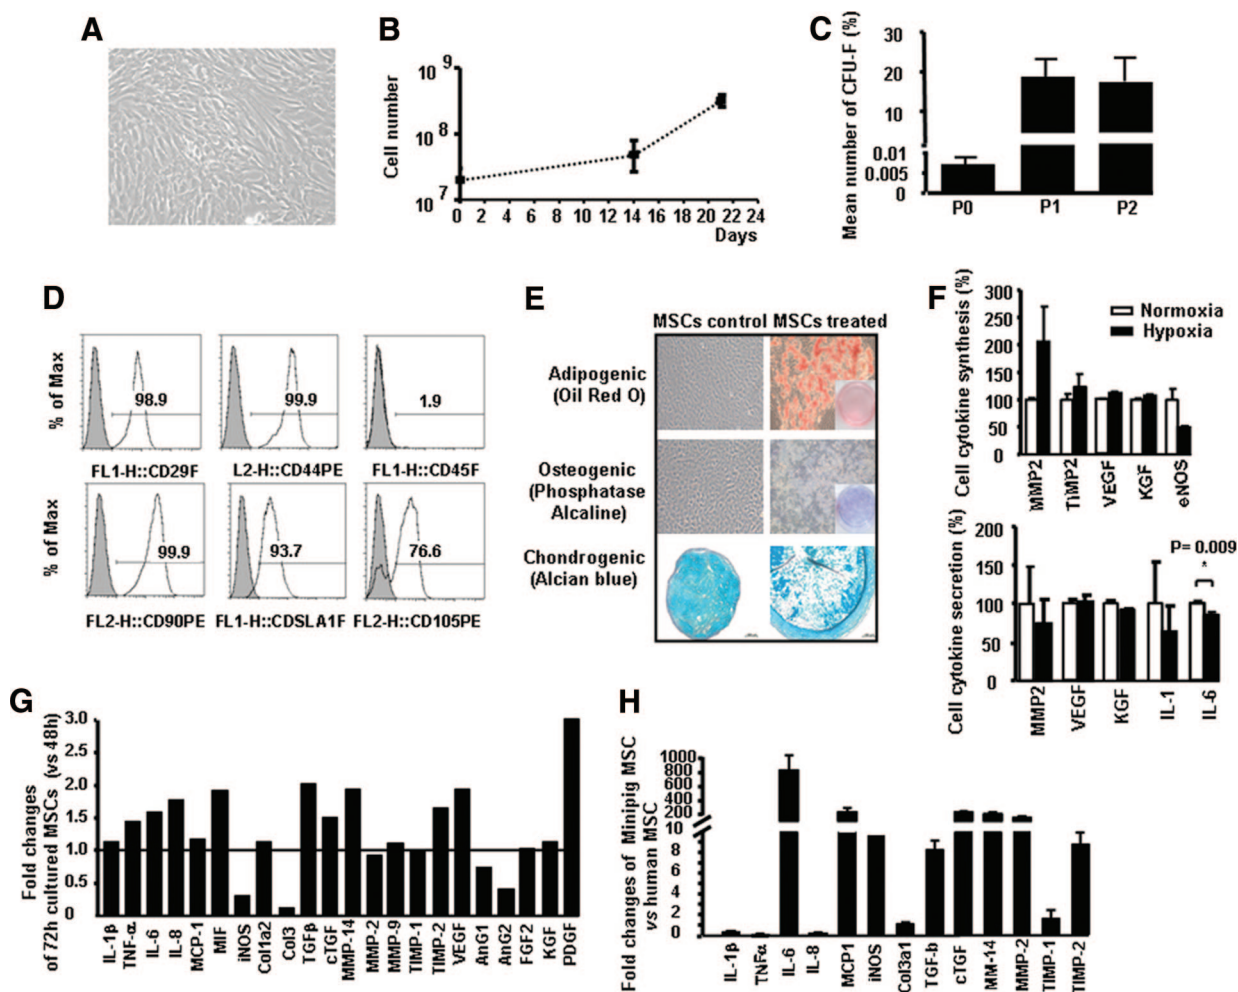 A
B
10 9
10 8
10 7
Cell number
0 2 4 6 8 10 12 14 16 18 20 22 24
Days
C
Mean number of CFU-F (%)
30
20
10
0.01
0.005
0
P0 P1 P2
D
% of Max
98.9
99.9
1.9
FL1-H::CD29F
L2-H::CD44PE
FL1-H::CD45F
% of Max
99.9
93.7
76.6
FL2-H::CD90PE
FL1-H::CDSLA1F
FL2-H::CD105PE
E
MSCs control MSCs treated
Adipogenic
(Oil Red O)
Osteogenic
(Phosphatase
Alcaline)
Chondrogenic
(Alcian blue)
F
Cell cytokine synthesis (%)
300
250
200
150
100
50
0
Normoxia
Hypoxia
MMP2
TiMP2
VEGF
KGF
eNOS
Cell cytokine secretion (%)
200
150
100
50
0
P= 0.009
*
MMP2
VEGF
KGF
IL-1
IL-6
G
Fold changes
of 72h cultured MSCs (vs 48h)
3.0
2.5
2.0
1.5
1.0
0.5
0
IL-1β
TNF-α
IL-6
IL-8
MCP-1
MIF
iNOS
Col1a2
Col3
TGFβ
cTGF
MMP-14
MMP-2
MMP-9
TIMP-1
TIMP-2
VEGF
AnG1
AnG2
FGF2
KGF
PDGF
H
Fold changes of Minipig MSC
vs human MSC
1000
800
600
400
200
10
8
6
4
2
0
IL-1β
TNFα
IL-6
IL-8
MCP1
iNOS
Col3a1
TGF-b
cTGF
MM-14
MMP-2
TIMP-1
TIMP-2